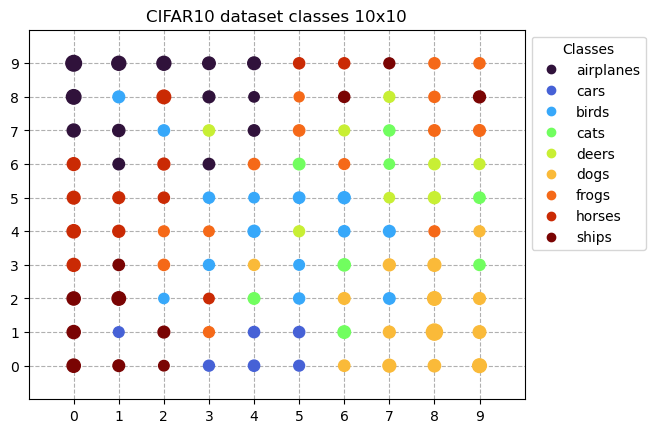 CIFAR10 dataset classes 10x10
9
8
7
6
5
4
3
2
1
0
0 1 2 3 4 5 6 7 8 9
Classes
airplanes
cars
birds
cats
deers
dogs
frogs
horses
ships